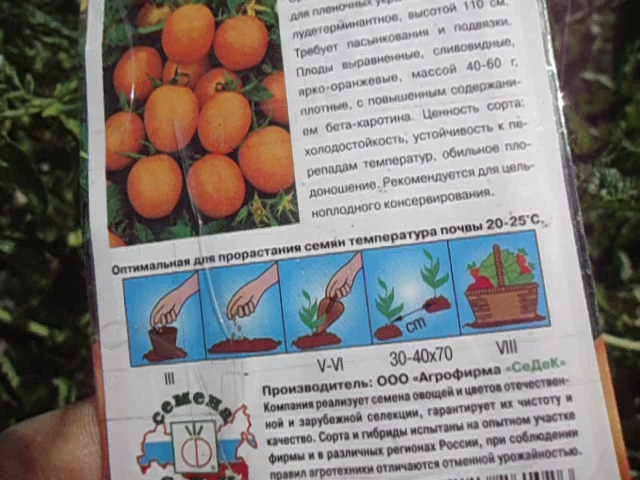 для пленочных
лудетерминантное, высотой 110 см.
Требует пасынкования и подвязки.
Плоды выравненные, сливовидные,
ярко-оранжевые, массой 40-60 г,
плотные, с повышенным содержани-
ем бета-каротина. Ценность сорта:
холодостойкость, устойчивость к пе-
репадам температур, обильное пло-
доношение. Рекомендуется для цель-
ноплодного консервирования.
Оптимальная для прорастания семян температура почвы 20-25°С.
cm
III
V-VI
30-40х70
VIII
Производитель: ООО «Агрофирма «СеДеК»
Компания реализует семена овощей и цветов отечествен-
ной и зарубежной селекции, гарантирует их чистоту и
качество. Сорта и гибриды испытаны на опытном участке
фирмы и в различных регионах России, при соблюдении
правил агротехники отличаются отменной урожайностью.
семена